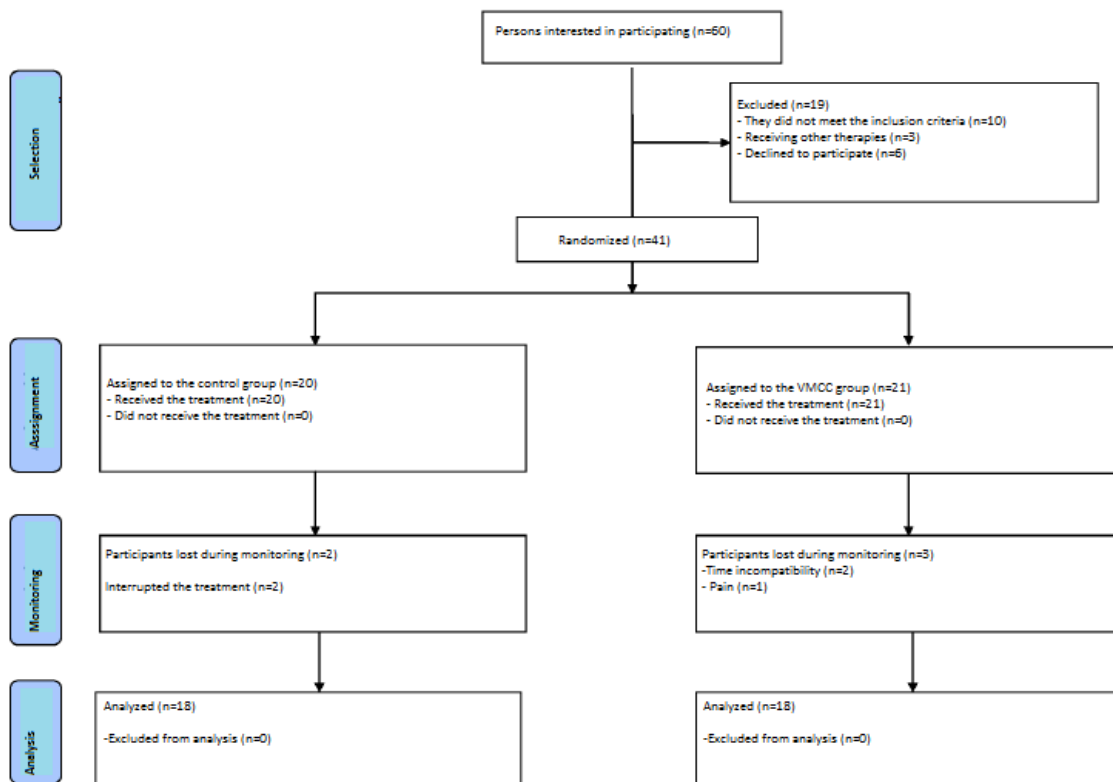 Persons interested in participating (n=60)
Selection
Excluded (n=19)
- They did not meet the inclusion criteria (n=10)
- Receiving other therapies (n=3)
- Declined to participate (n=6)
Randomized (n=41)
Asssignment
Assigned to the control group (n=20)
- Received the treatment (n=20)
- Did not receive the treatment (n=0)
Assigned to the VMCC group (n=21)
- Received the treatment (n=21)
- Did not receive the treatment (n=0)
Monitoring
Participants lost during monitoring (n=2)
Interrupted the treatment (n=2)
Participants lost during monitoring (n=3)
-Time incompatibility (n=2)
- Pain (n=1)
Analysis
Analyzed (n=18)
-Excluded from analysis (n=0)
Analyzed (n=18)
-Excluded from analysis (n=0)